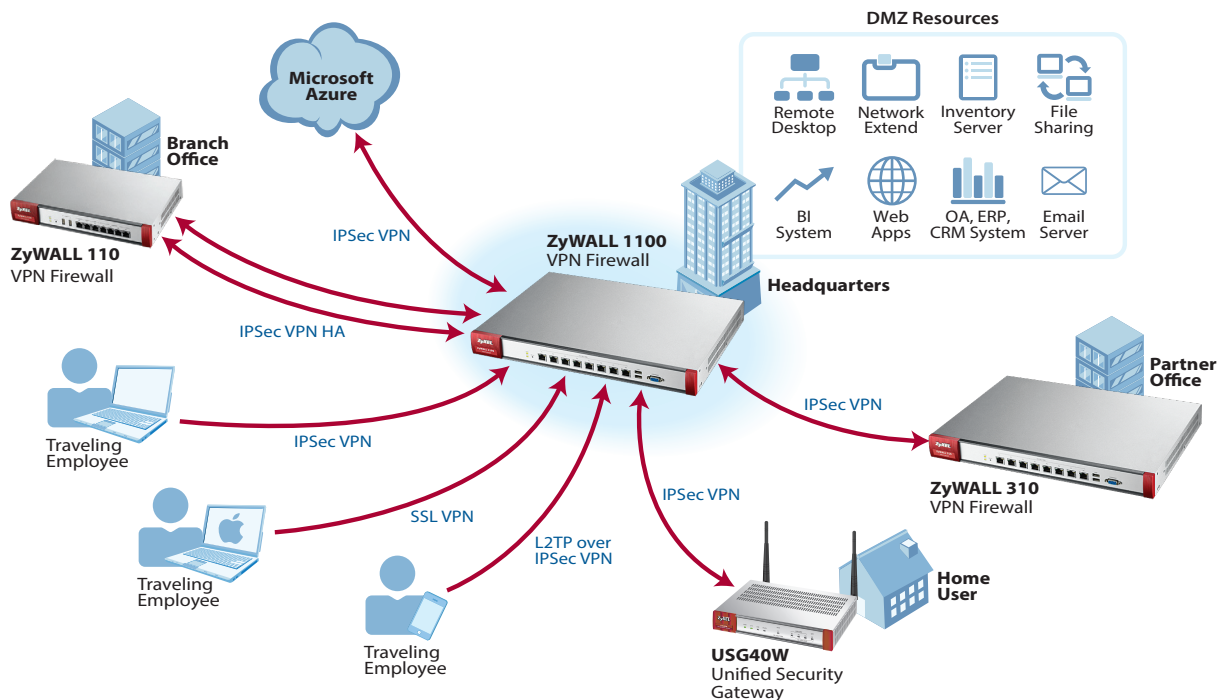 DMZ Resources
Remote
Desktop
Network
Extend
Inventory
Server
File
Sharing
BI
System
Web
Apps
OA, ERP,
CRM System
Email
Server
Microsoft
Azure
Branch
Office
ZyWALL 110
VPN Firewall
IPSec VPN
ZyWALL 1100
VPN Firewall
Headquarters
IPSec VPN HA
Partner
Office
IPSec VPN
ZyWALL 310
VPN Firewall
Traveling
Employee
IPSec VPN
Traveling
Employee
SSL VPN
L2TP over
IPSec VPN
Traveling
Employee
IPSec VPN
Home
User
USG40W
Unified Security
Gateway
ZyXEL
ZyXEL